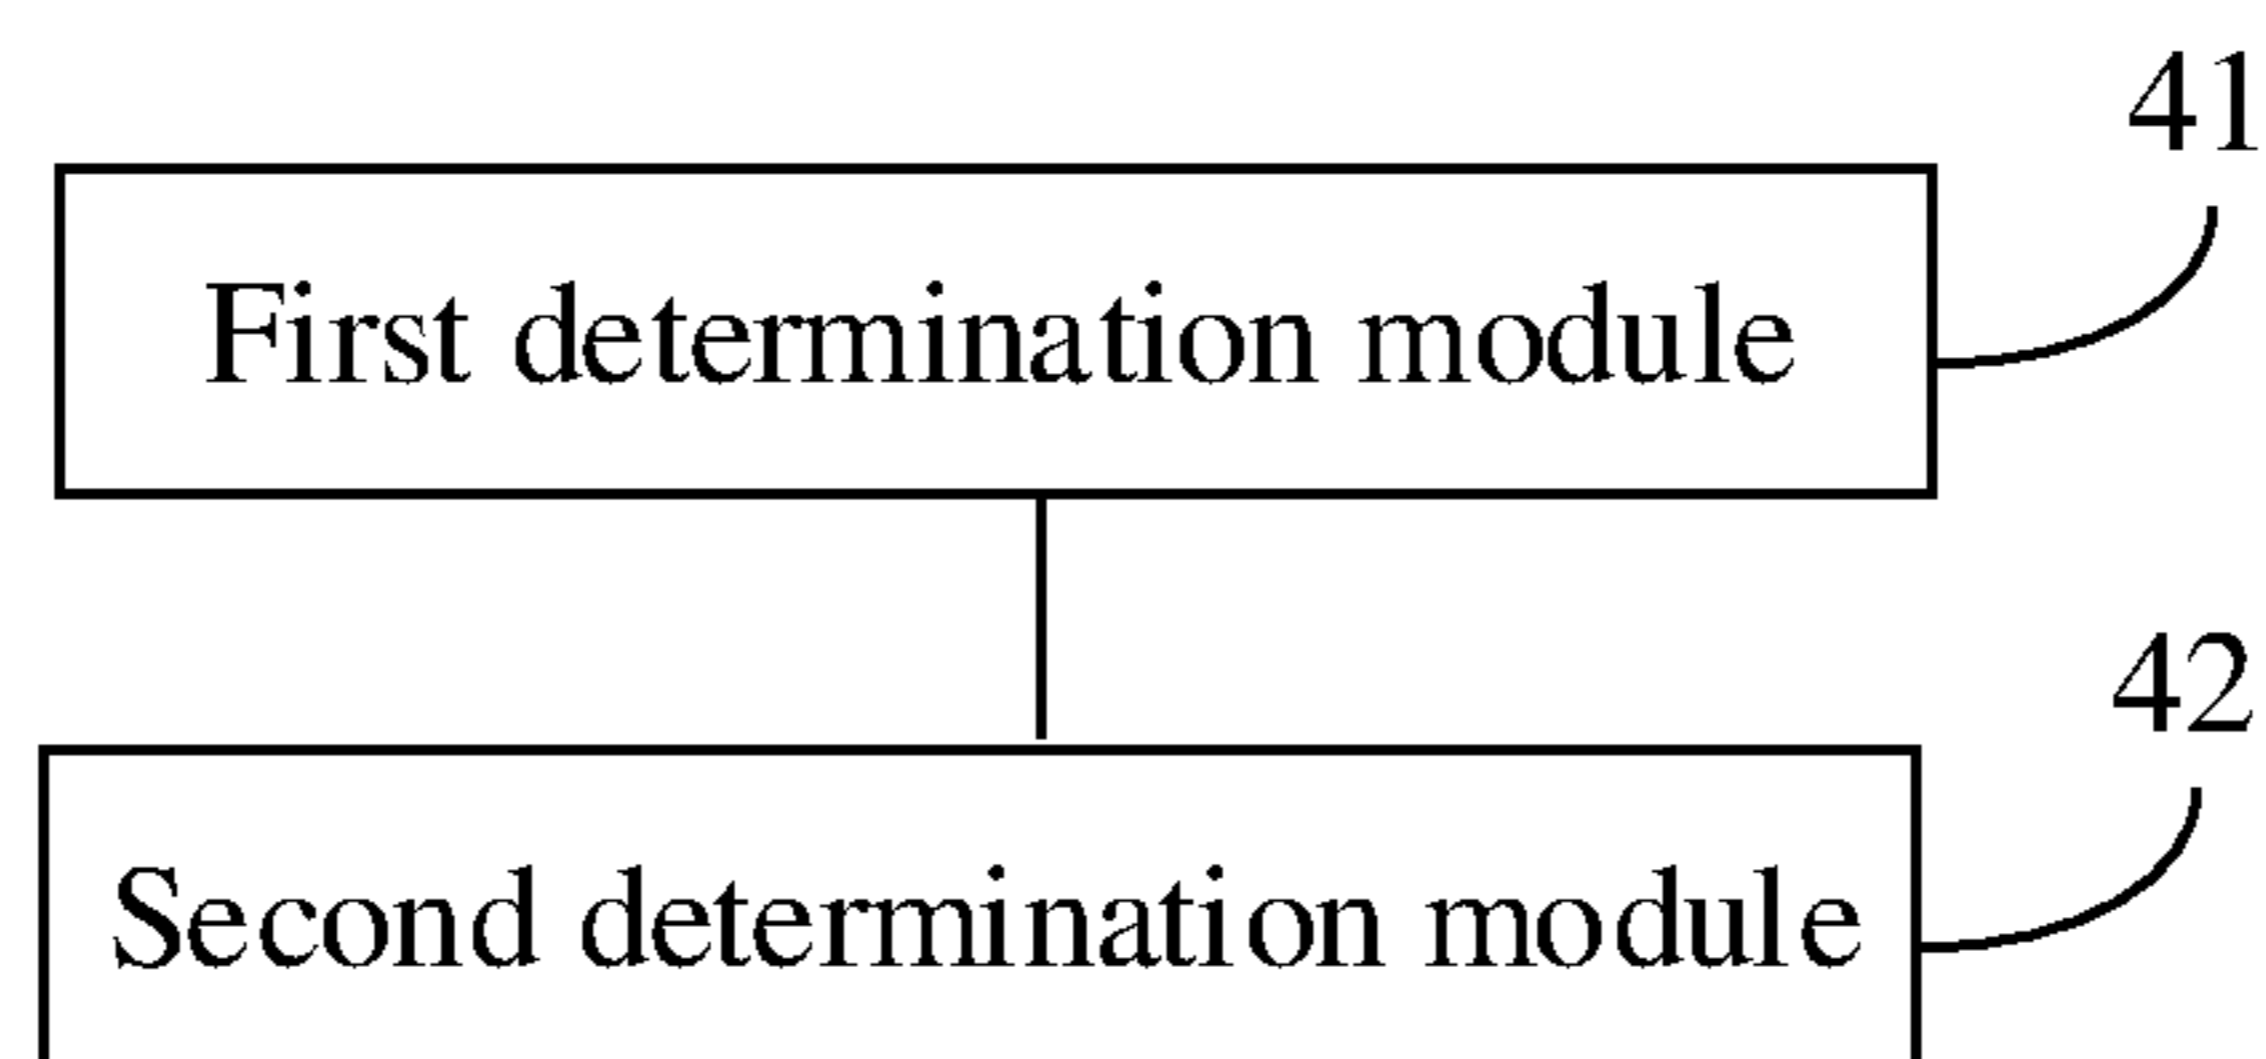 41
First determination module
42
Second determination module